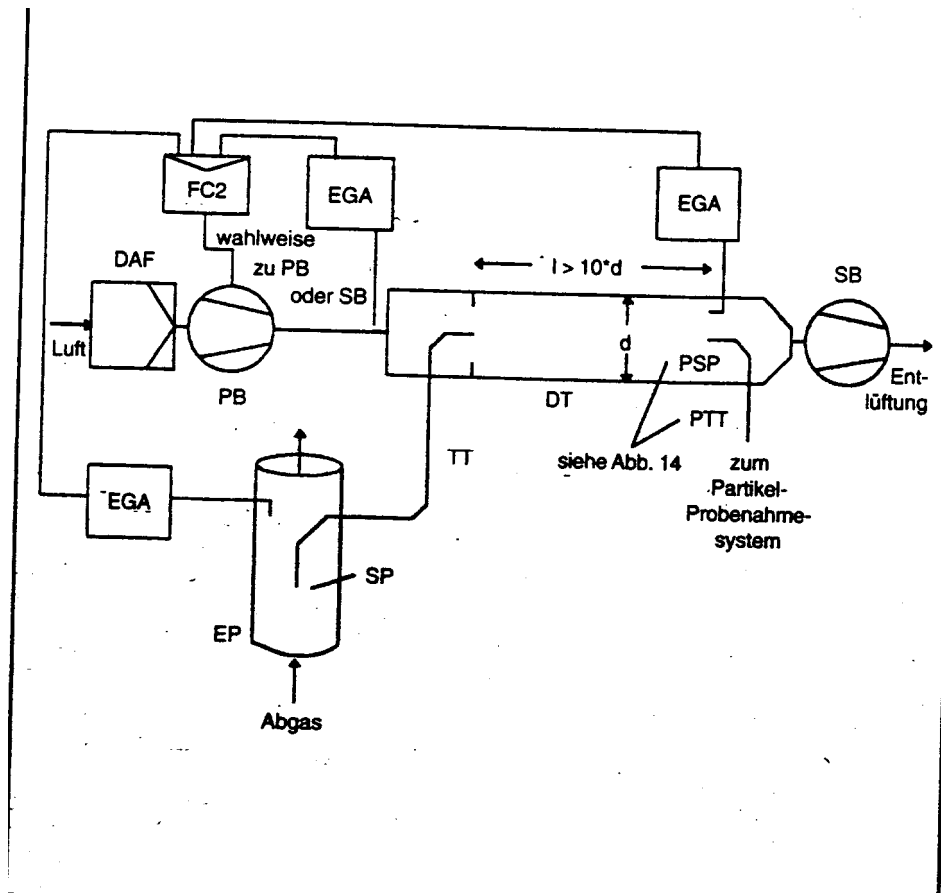 FC2
EGA
EGA
wahlweise
zu PB
oder SB
DAF
l > 10*d
SB
Luft
PB
d
PSP
DT
PTT
Ent-
lüftung
TT
siehe Abb. 14
zum
Partikel-
Probenahme-
system
EGA
SP
EP
Abgas